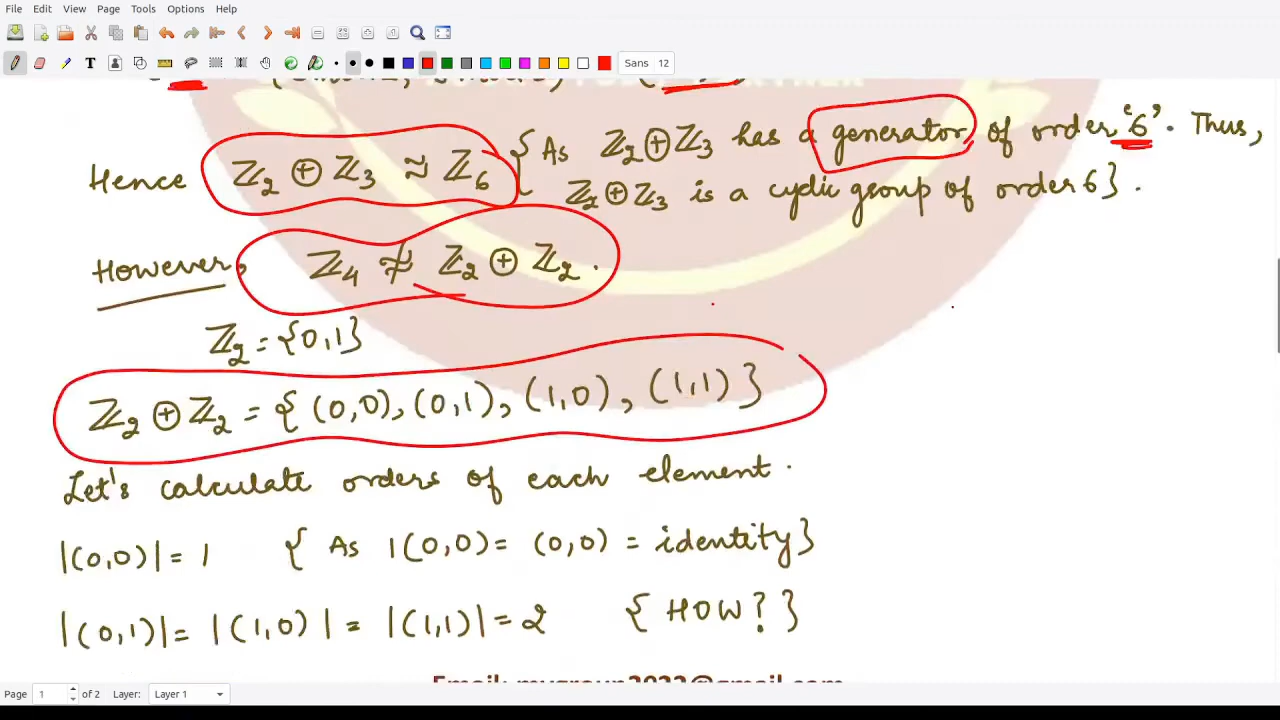 File Edit View Page Tools Options Help
Sans 12
Hence ℤ₂ ⊕ ℤ₃ ≈ ℤ₆ { As ℤ₂⊕ℤ₃ has a generator of order '6'. Thus,
ℤ₂⊕ℤ₃ is a cyclic group of order 6}.
However, ℤ₄ ≉ ℤ₂ ⊕ ℤ₂.
ℤ₂ = {0,1}
ℤ₂ ⊕ ℤ₂ = { (0,0), (0,1), (1,0), (1,1) }
Let's calculate orders of each element.
|(0,0)| = 1 { As 1(0,0) = (0,0) = identity}
|(0,1)| = |(1,0)| = |(1,1)| = 2 { HOW? }
Email: mygroup2023@gmail.com
Page 1 of 2 Layer: Layer 1